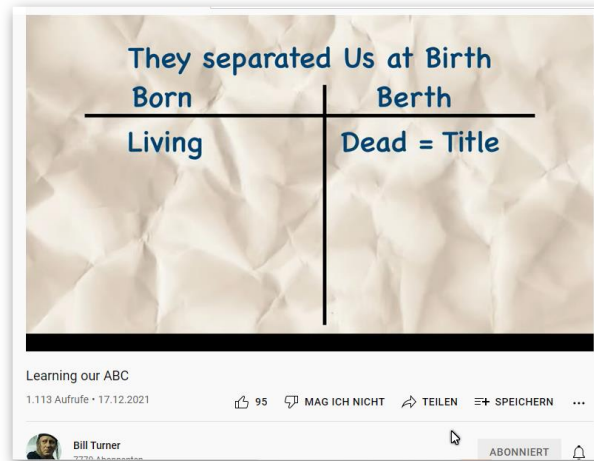 They separated Us at Birth
Born Berth
Living Dead = Title
Learning our ABC
1.113 Aufrufe • 17.12.2021 95 MAG ICH NICHT TEILEN SPEICHERN ...
Bill Turner
ABONNIERT